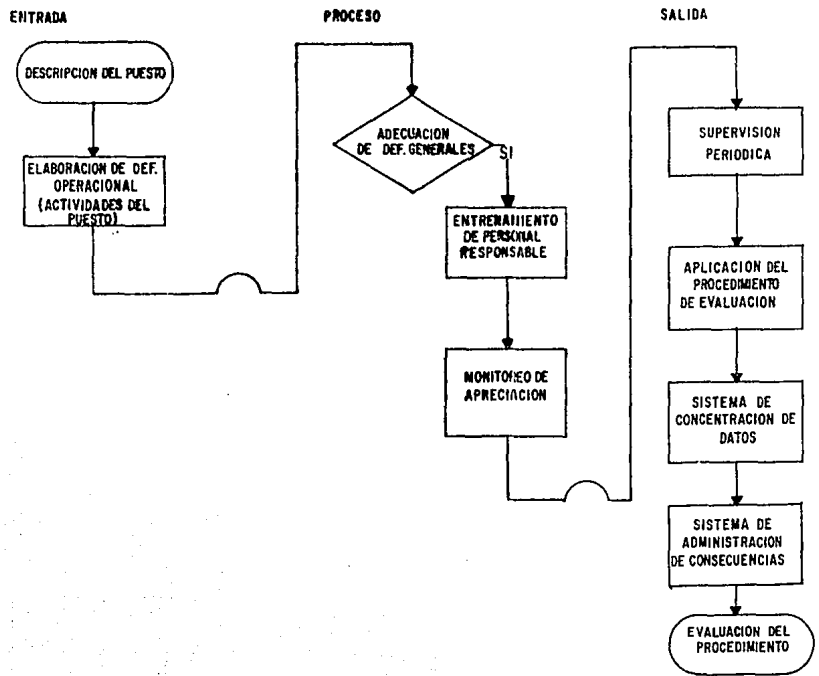 ENTRADA
PROCESO
SALIDA
DESCRIPCION DEL PUESTO
ELABORACION DE DEF.
OPERACIONAL
(ACTIVIDADES DEL
PUESTO)
ADECUACION
DE DEF. GENERALES
SI
ENTRENAMIENTO
DE PERSONAL
RESPONSABLE
MONITOREO DE
APRECIACION
SUPERVISION
PERIODICA
APLICACION DEL
PROCEDIMIENTO
DE EVALUACION
SISTEMA DE
CONCENTRACION DE
DATOS
SISTEMA DE
ADMINISTRACION
DE CONSECUENCIAS
EVALUACION DEL
PROCEDIMIENTO